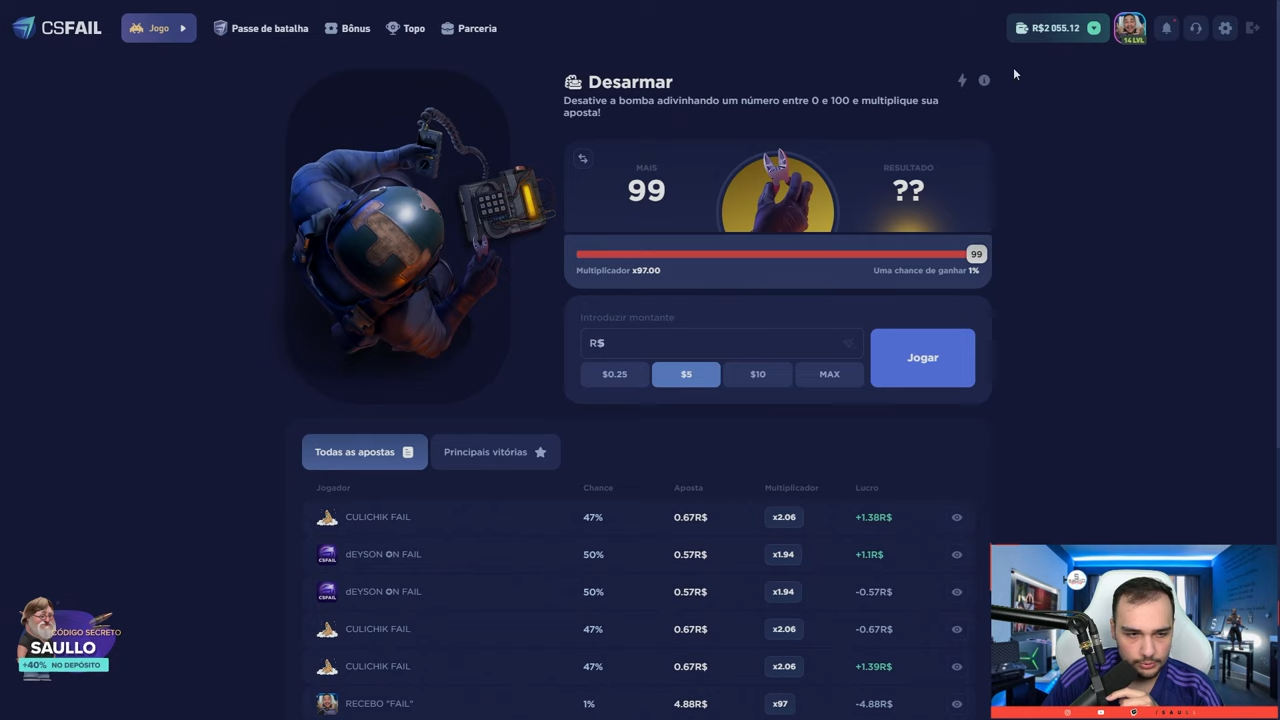 CSFAIL
Jogo
Passe de batalha
Bônus
Topo
Parceria
R$2 055.12
14 LVL
Desarmar
Desative a bomba adivinhando um número entre 0 e 100 e multiplique sua
aposta!
MAIS
99
RESULTADO
??
99
Multiplicador x97.00
Uma chance de ganhar 1%
Introduzir montante
R$
Jogar
$0.25
$5
$10
MAX
Todas as apostas
Principais vitórias
Jogador
Chance
Aposta
Multiplicador
Lucro
CULICHIK FAIL
47%
0.67R$
x2.06
+1.38R$
dEYSON ON FAIL
50%
0.57R$
x1.94
+1.1R$
dEYSON ON FAIL
50%
0.57R$
x1.94
-0.57R$
CULICHIK FAIL
47%
0.67R$
x2.06
-0.67R$
CULICHIK FAIL
47%
0.67R$
x2.06
+1.39R$
RECEBO "FAIL"
1%
4.88R$
x97
-4.88R$
CÓDIGO SECRETO
SAULLO
+40% NO DEPÓSITO